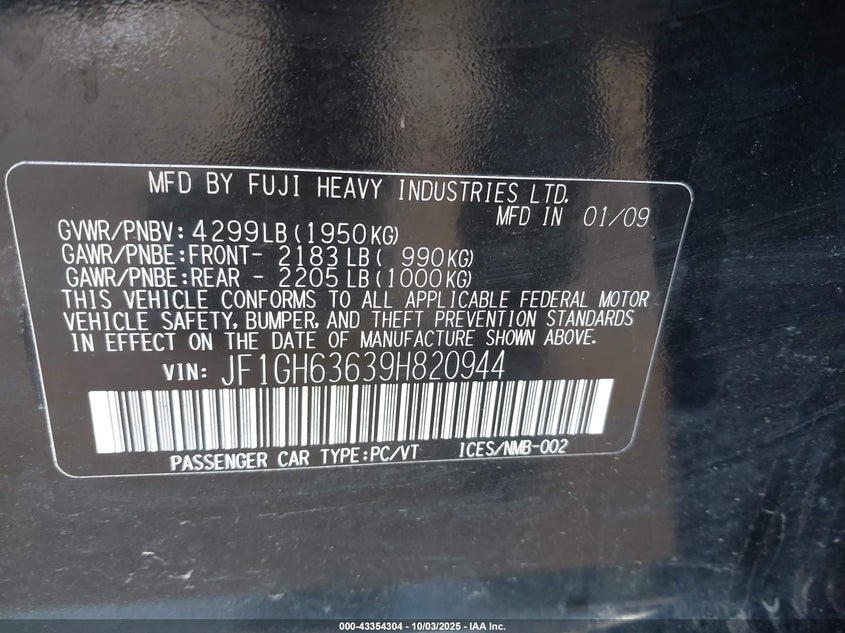 MFD BY FUJI HEAVY INDUSTRIES LTD.
MFD IN 01/09
GVWR/PNBV: 4299LB(1950KG)
GAWR/PNBE:FRONT- 2183LB( 990KG)
GAWR/PNBE:REAR - 2205LB(1000KG)
THIS VEHICLE CONFORMS TO ALL APPLICABLE FEDERAL MOTOR
VEHICLE SAFETY, BUMPER, AND THEFT PREVENTION STANDARDS
IN EFFECT ON THE DATE OF MANUFACTURE SHOWN ABOVE.
VIN: JF1GH63639H820944
PASSENGER CAR TYPE:PC/VT ICES/NMB-002
000-43354304 - 10/03/2025 - IAA Inc.